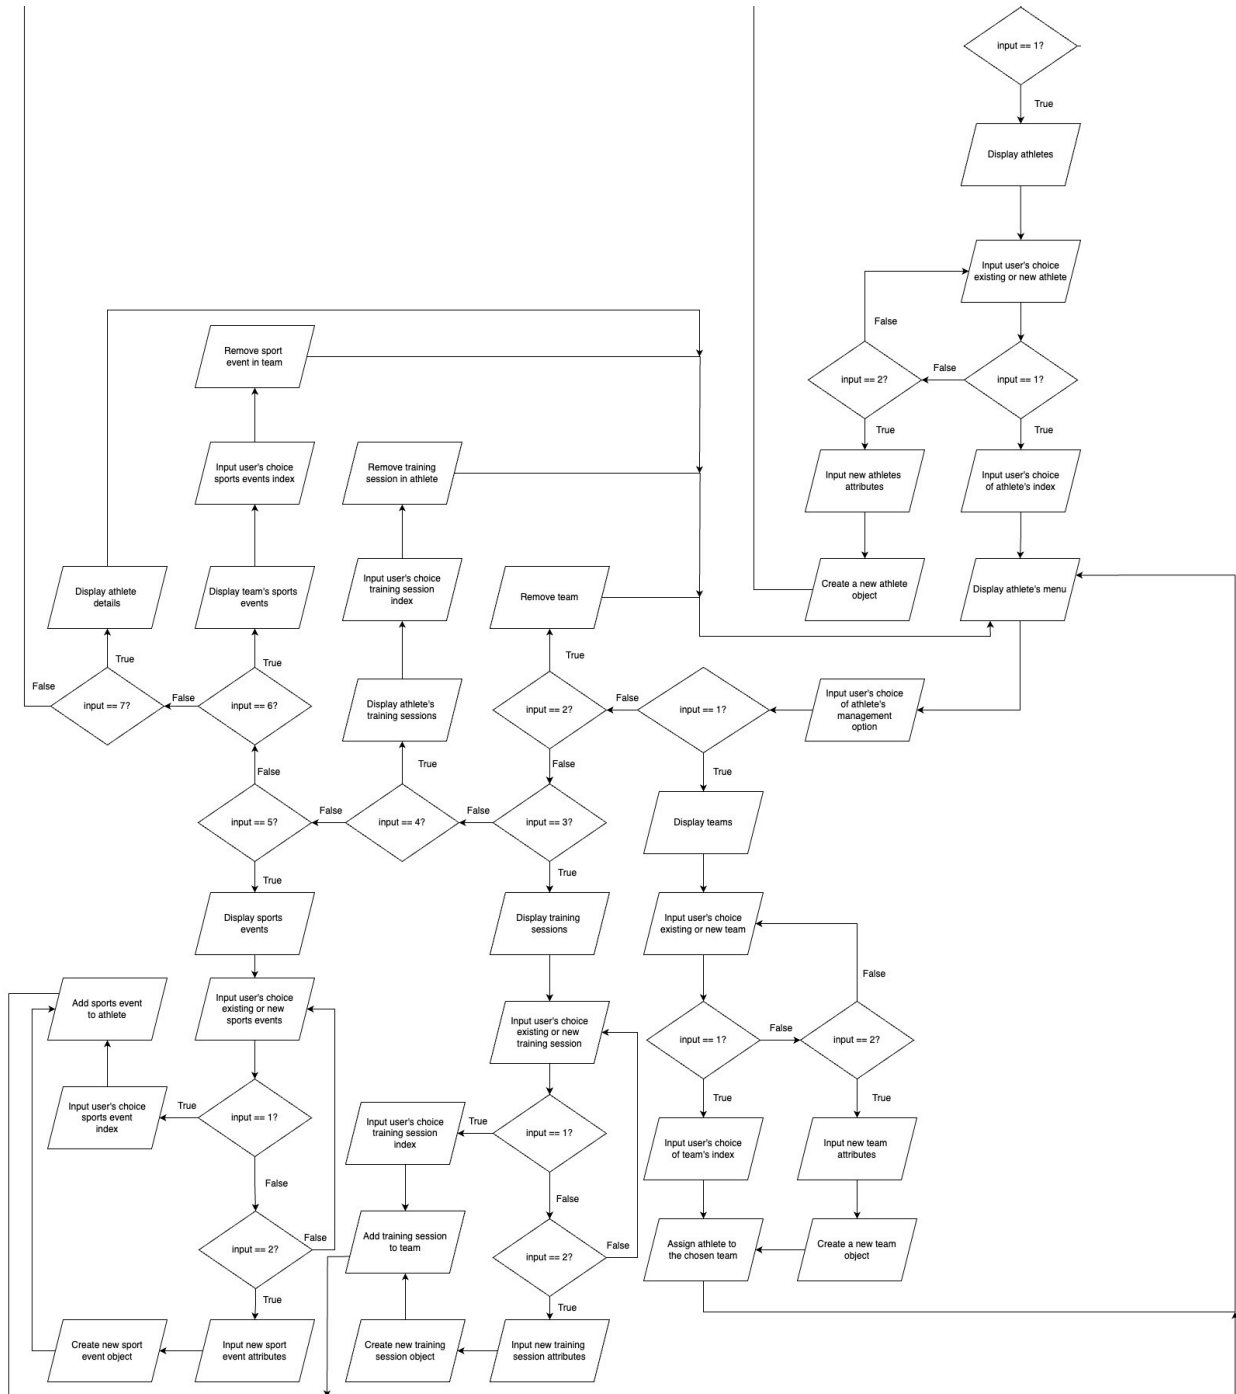 input == 1?
True
Display athletes
Input user's choice
existing or new athlete
False
Remove sport
event in team
input == 2?
False
input == 1?
True
True
Input user's choice
sports events index
Remove training
session in athlete
Input new athletes
attributes
Input user's choice
of athlete's index
Display athlete
details
Display team's sports
events
Input user's choice
training session
index
Remove team
Create a new athlete
object
Display athlete's menu
True
True
True
False
input == 7?
False
input == 6?
Display athlete's
training sessions
input == 2?
False
input == 1?
Input user's choice
of athlete's
management
option
False
True
False
True
input == 5?
False
input == 4?
False
input == 3?
Display teams
True
True
Display sports
events
Display training
sessions
Input user's choice
existing or new team
False
Add sports event
to athlete
Input user's choice
existing or new
sports events
Input user's choice
existing or new
training session
input == 1?
False
input == 2?
Input user's choice
sports event
index
True
input == 1?
Input user's choice
training session
index
True
input == 1?
True
True
Input user's choice
of team's index
Input new team
attributes
False
False
input == 2?
False
Add training session
to team
input == 2?
False
Assign athlete to
the chosen team
Create a new team
object
True
True
Create new sport
event object
Input new sport
event attributes
Create new training
session object
Input new training
session attributes